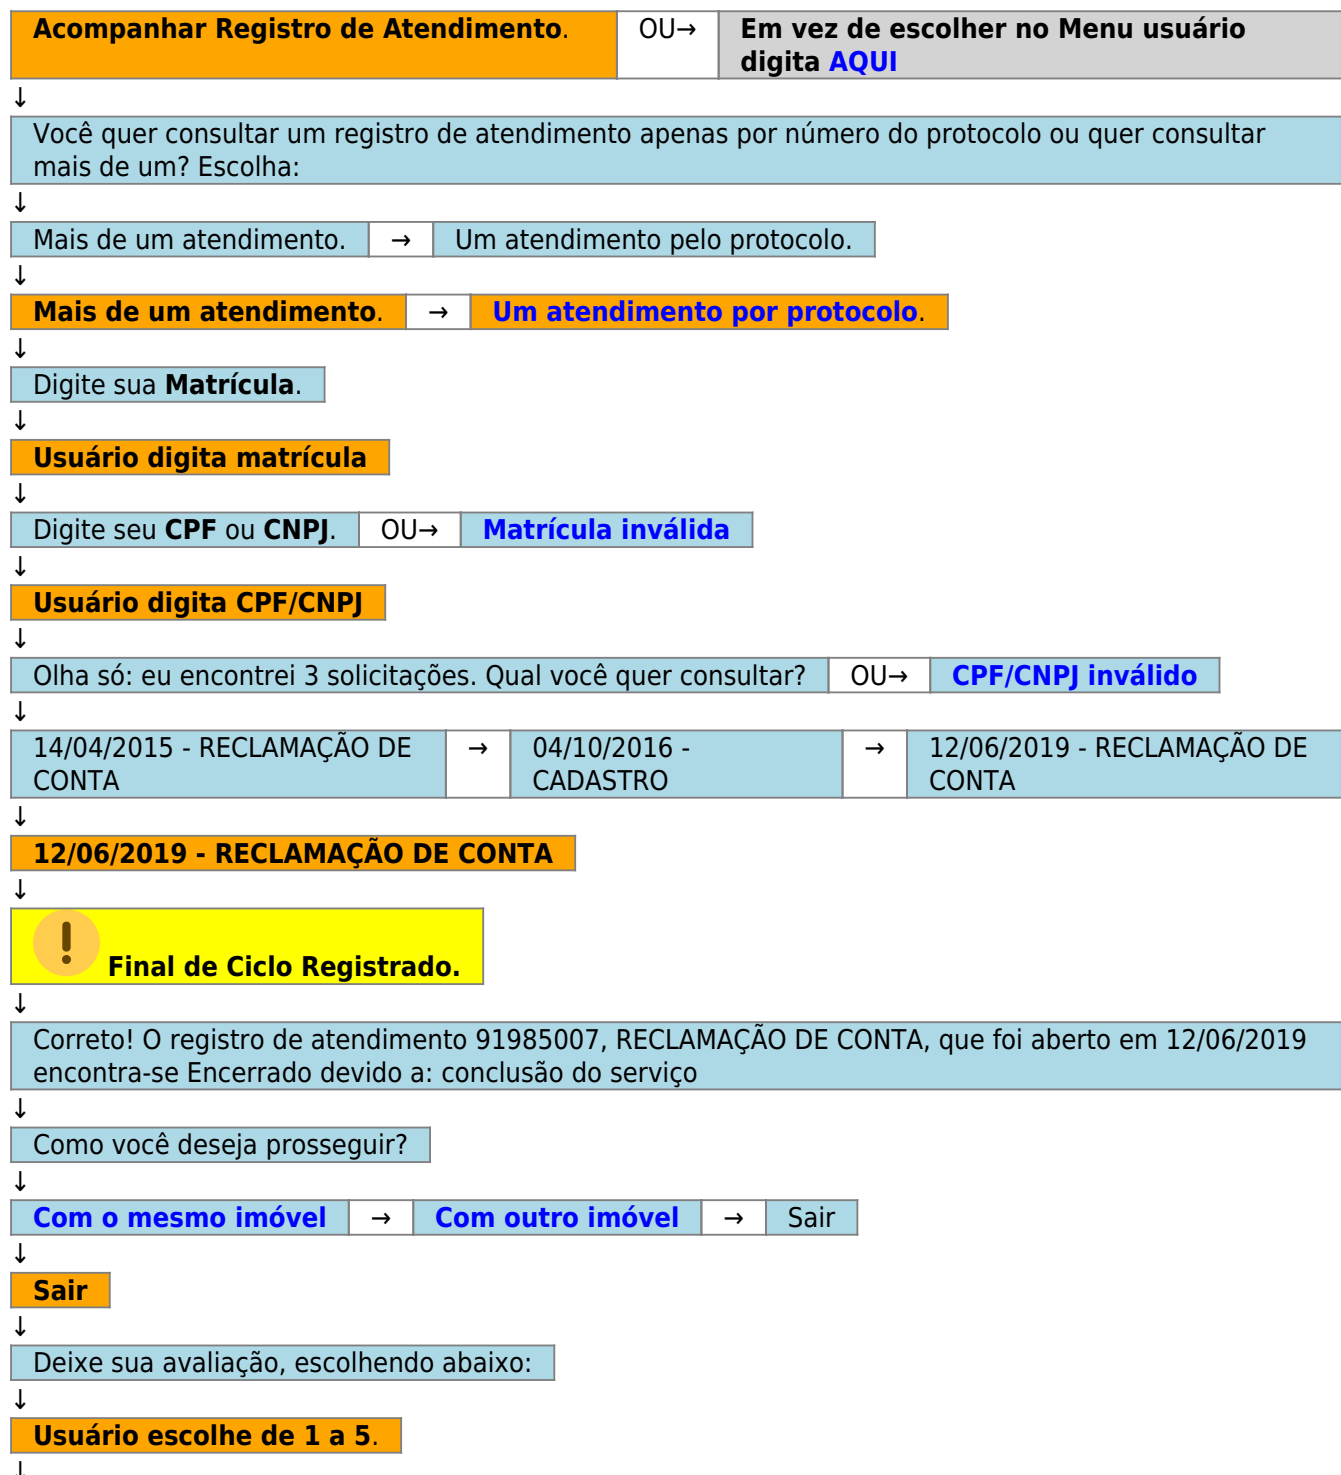 Acompanhar Registro de Atendimento. OU→ Em vez de escolher no Menu usuário
digita AQUI
↓
Você quer consultar um registro de atendimento apenas por número do protocolo ou quer consultar
mais de um? Escolha:
↓
Mais de um atendimento. → Um atendimento pelo protocolo.
↓
Mais de um atendimento. → Um atendimento por protocolo.
↓
Digite sua Matrícula.
↓
Usuário digita matrícula
↓
Digite seu CPF ou CNPJ. OU→ Matrícula inválida
↓
Usuário digita CPF/CNPJ
↓
Olha só: eu encontrei 3 solicitações. Qual você quer consultar? OU→ CPF/CNPJ inválido
↓
14/04/2015 - RECLAMAÇÃO DE → 04/10/2016 - → 12/06/2019 - RECLAMAÇÃO DE
CONTA CADASTRO CONTA
↓
12/06/2019 - RECLAMAÇÃO DE CONTA
↓
Final de Ciclo Registrado.
↓
Correto! O registro de atendimento 91985007, RECLAMAÇÃO DE CONTA, que foi aberto em 12/06/2019
encontra-se Encerrado devido a: conclusão do serviço
↓
Como você deseja prosseguir?
↓
Com o mesmo imóvel → Com outro imóvel → Sair
↓
Sair
↓
Deixe sua avaliação, escolhendo abaixo:
↓
Usuário escolhe de 1 a 5.
↓